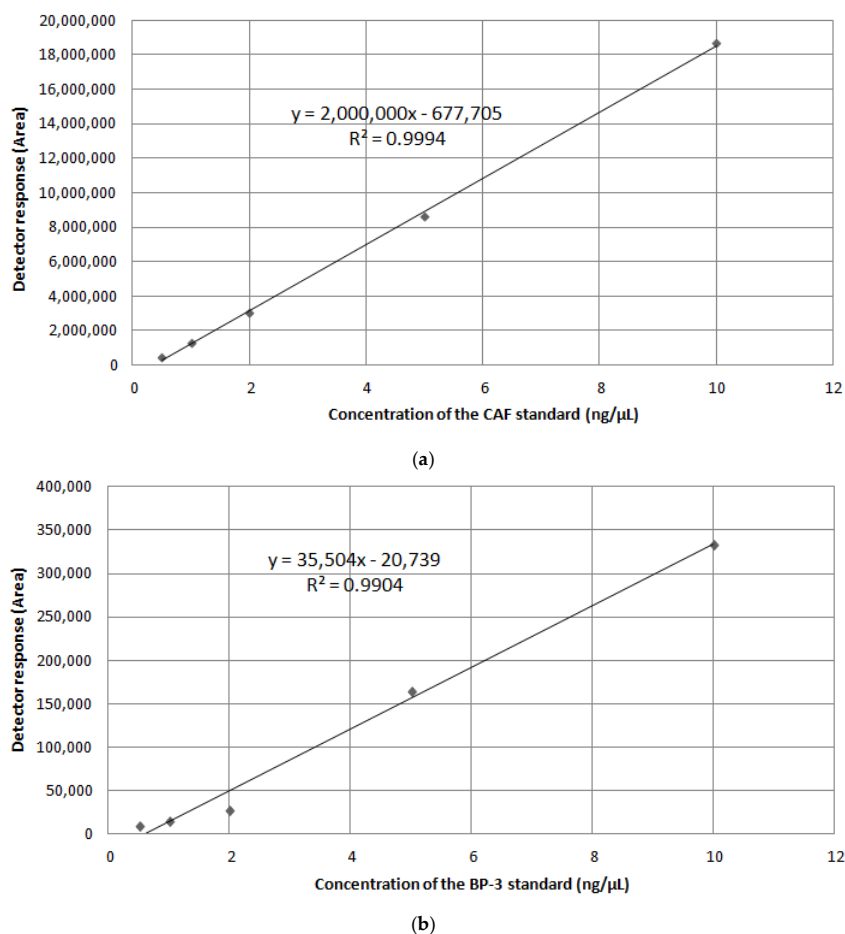 20,000,000
18,000,000
16,000,000
14,000,000
12,000,000
10,000,000
8,000,000
6,000,000
4,000,000
2,000,000
0
Detector response (Area)
y = 2,000,000x - 677,705
R² = 0.9994
0 2 4 6 8 10 12
Concentration of the CAF standard (ng/µL)
(a)
400,000
350,000
300,000
250,000
200,000
150,000
100,000
50,000
0
Detector response (Area)
y = 35,504x - 20,739
R² = 0.9904
0 2 4 6 8 10 12
Concentration of the BP-3 standard (ng/µL)
(b)